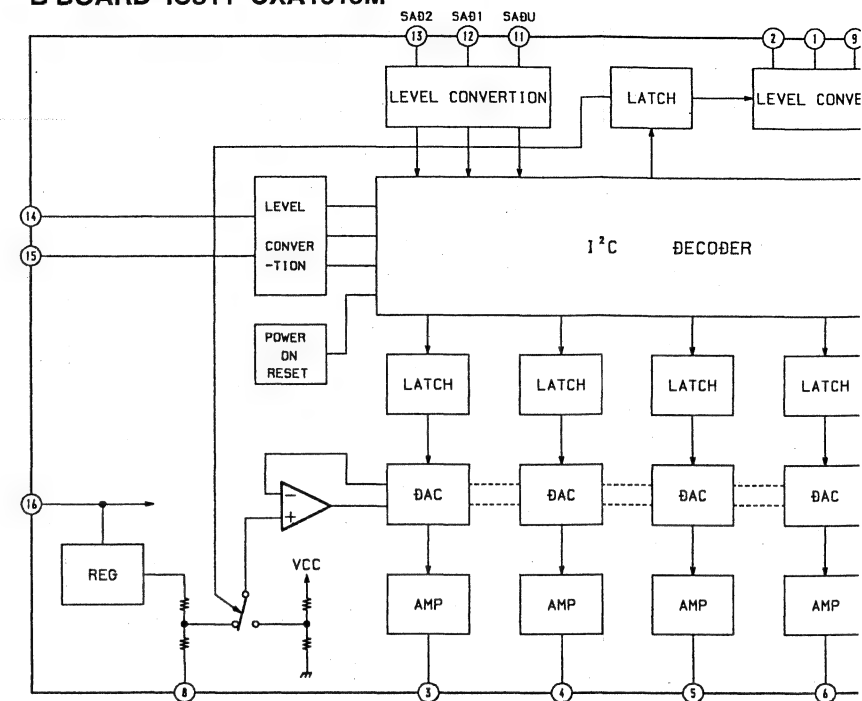 SAD2 SAD1 SADU
13 12 11 2 1 9
LEVEL CONVERTION
LATCH
LEVEL CONVE
14
15
LEVEL
CONVER
-TION
I²C DECODER
POWER
ON
RESET
LATCH LATCH LATCH LATCH
16
DAC DAC DAC DAC
REG
VCC
AMP AMP AMP AMP
8 3 4 5 6